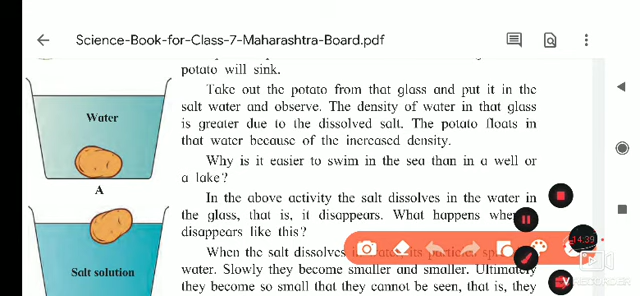 Science-Book-for-Class-7-Maharashtra-Board.pdf
potato will sink.
Take out the potato from that glass and put it in the
salt water and observe. The density of water in that glass
is greater due to the dissolved salt. The potato floats in
that water because of the increased density.
Why is it easier to swim in the sea than in a well or
a lake?
In the above activity the salt dissolves in the water in
the glass, that is, it disappears. What happens when
disappears like this?
When the salt dissolves
water. Slowly they become smaller and smaller. Ultimately
they become so small that they cannot be seen, that is, they
Water
A
Salt solution
14:39
VRECORDER